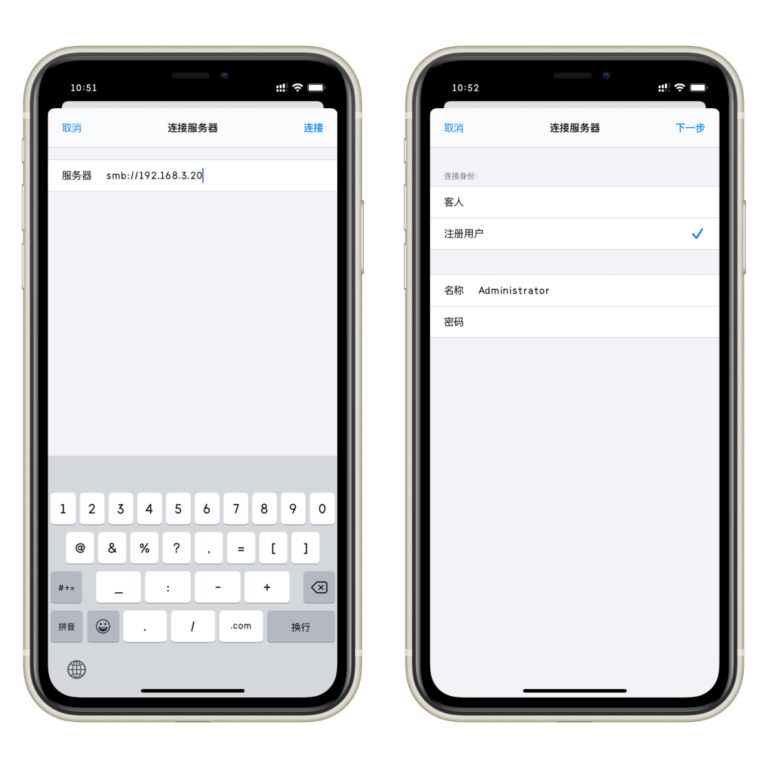 10:51
取消 连接服务器 连接
服务器 smb://192.168.3.20
1 2 3 4 5 6 7 8 9 0
@ & % ? . = [ ]
#+= _ : - +
拼音 . / .com 换行
10:52
取消 连接服务器 下一步
连接身份:
客人
注册用户
名称 Administrator
密码